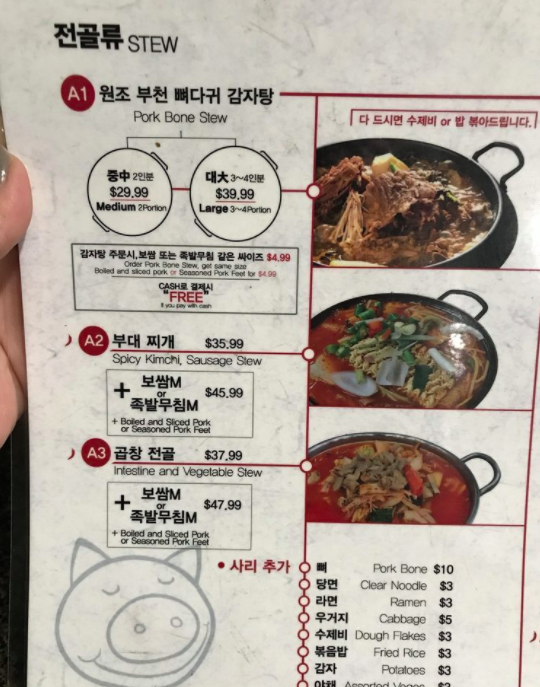 전골류 STEW
A1 원조 부천 뼈다귀 감자탕
Pork Bone Stew
다 드시면 수제비 or 밥 볶아드립니다.
중中 2인분
$29.99
Medium 2Portion
대大 3~4인분
$39.99
Large 3~4Portion
감자탕 주문시,보쌈 또는 족발무침 같은 싸이즈 $4.99
Order Pork Bone Stew, get same size
Boiled and sliced pork or Seasoned Pork Feet for $4.99
CASH로 결제시
"FREE"
If you pay with cash
A2 부대 찌개 $35.99
Spicy Kimchi, Sausage Stew
+ 보쌈M
or
족발무침M
$45.99
+ Boiled and Sliced Pork
or Seasoned Pork Feet
A3 곱창 전골 $37.99
Intestine and Vegetable Stew
+ 보쌈M
or
족발무침M
$47.99
+ Boiled and Sliced Pork
or Seasoned Pork Feet
• 사리 추가
뼈 Pork Bone $10
당면 Clear Noodle $3
라면 Ramen $3
우거지 Cabbage $5
수제비 Dough Flakes $3
볶음밥 Fried Rice $3
감자 Potatoes $3
야채 Assorted Veges